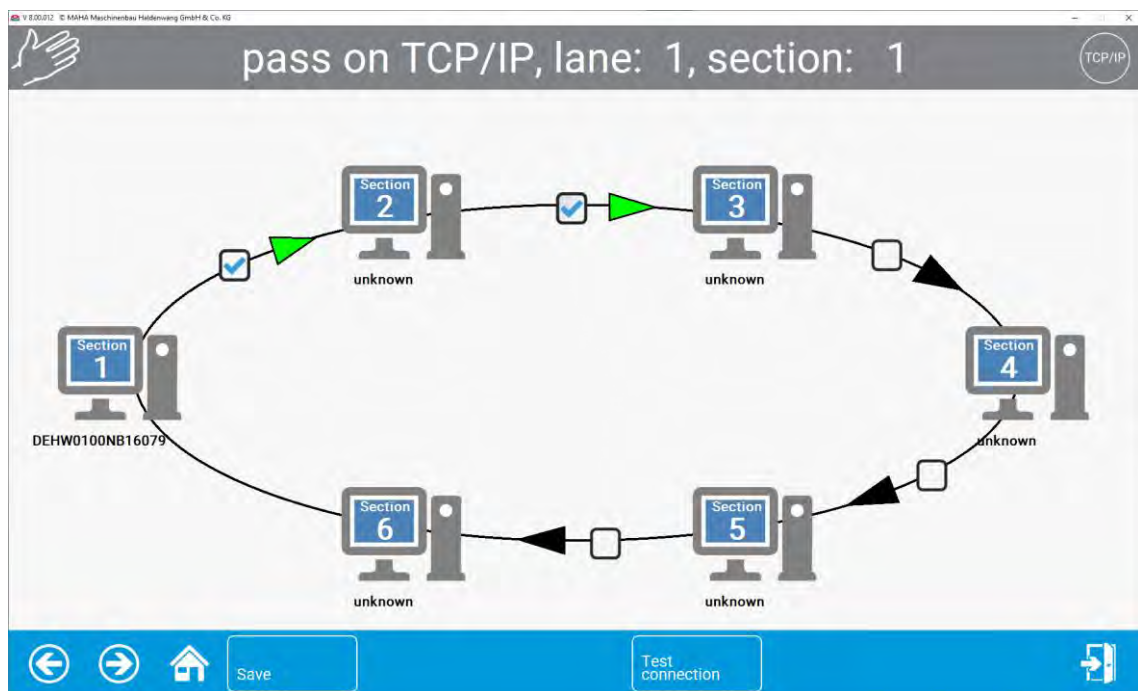 V 8.00.012 © MAHA Maschinenbau Haldenwang GmbH & Co. KG
pass on TCP/IP, lane: 1, section: 1
TCP/IP
Section
2
unknown
Section
3
unknown
Section
1
DEHW0100NB16079
Section
4
unknown
Section
6
unknown
Section
5
unknown
Save
Test
connection